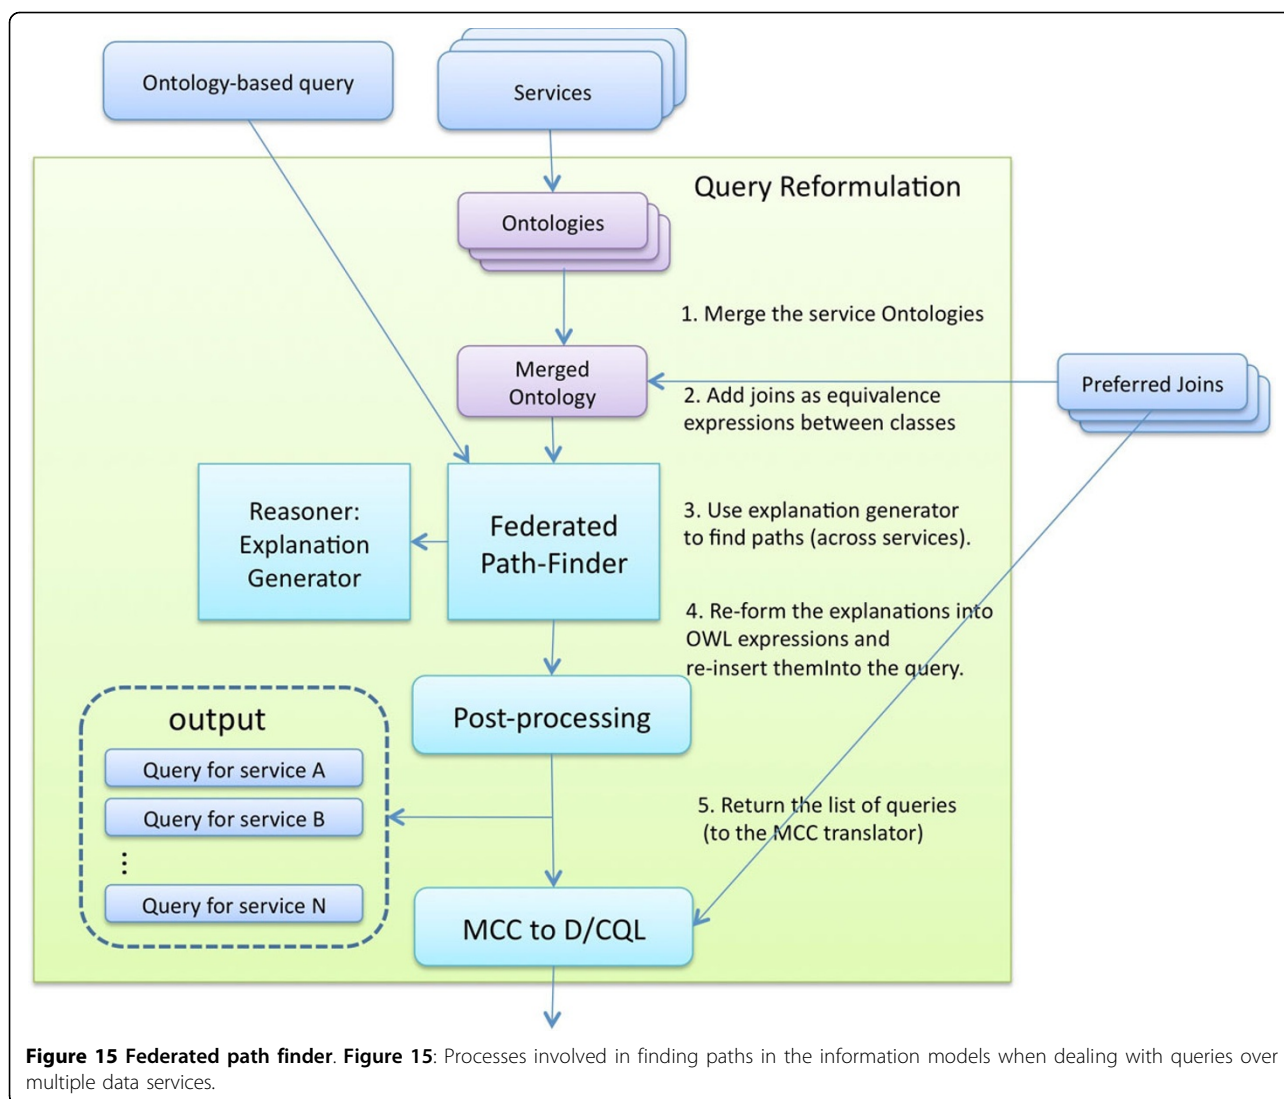 Ontology-based query
Services
Query Reformulation
Ontologies
1. Merge the service Ontologies
Merged
Ontology
Preferred Joins
2. Add joins as equivalence
expressions between classes
Reasoner:
Explanation
Generator
Federated
Path-Finder
3. Use explanation generator
to find paths (across services).
4. Re-form the explanations into
OWL expressions and
re-insert themInto the query.
Post-processing
output
Query for service A
Query for service B
⋮
Query for service N
5. Return the list of queries
(to the MCC translator)
MCC to D/CQL
Figure 15 Federated path finder. Figure 15: Processes involved in finding paths in the information models when dealing with queries over
multiple data services.